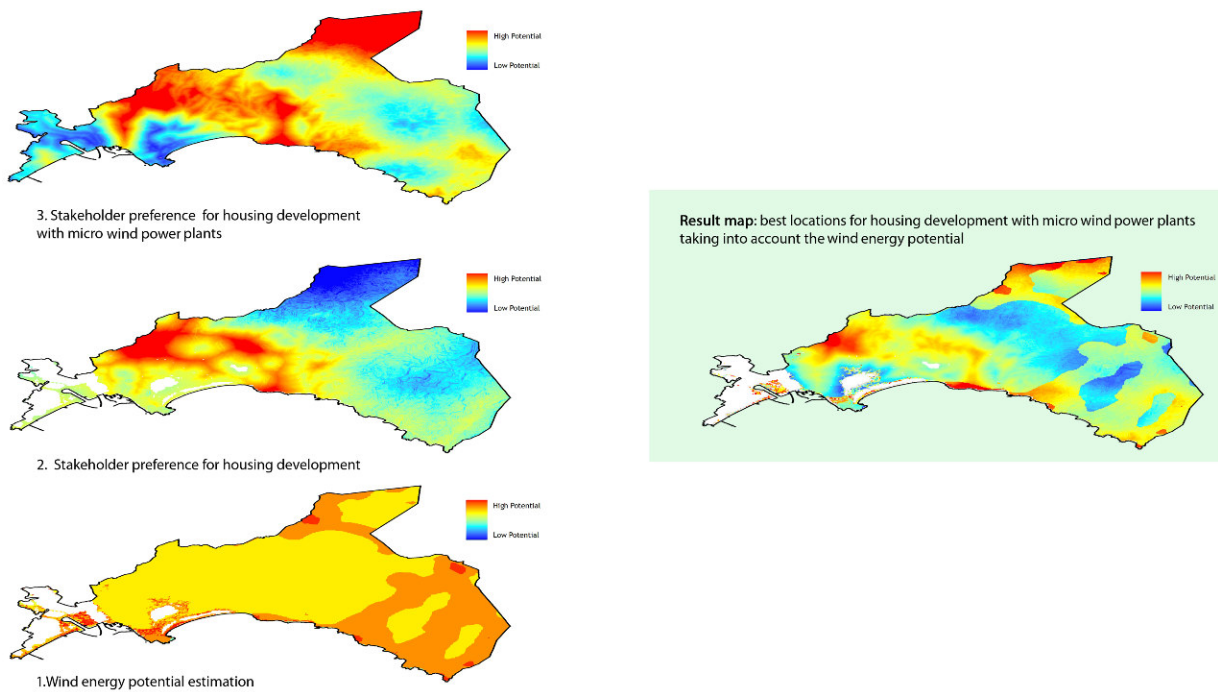 High Potential
Low Potential
3. Stakeholder preference for housing development
with micro wind power plants
High Potential
Low Potential
2. Stakeholder preference for housing development
High Potential
Low Potential
1.Wind energy potential estimation
Result map: best locations for housing development with micro wind power plants
taking into account the wind energy potential
High Potential
Low Potential